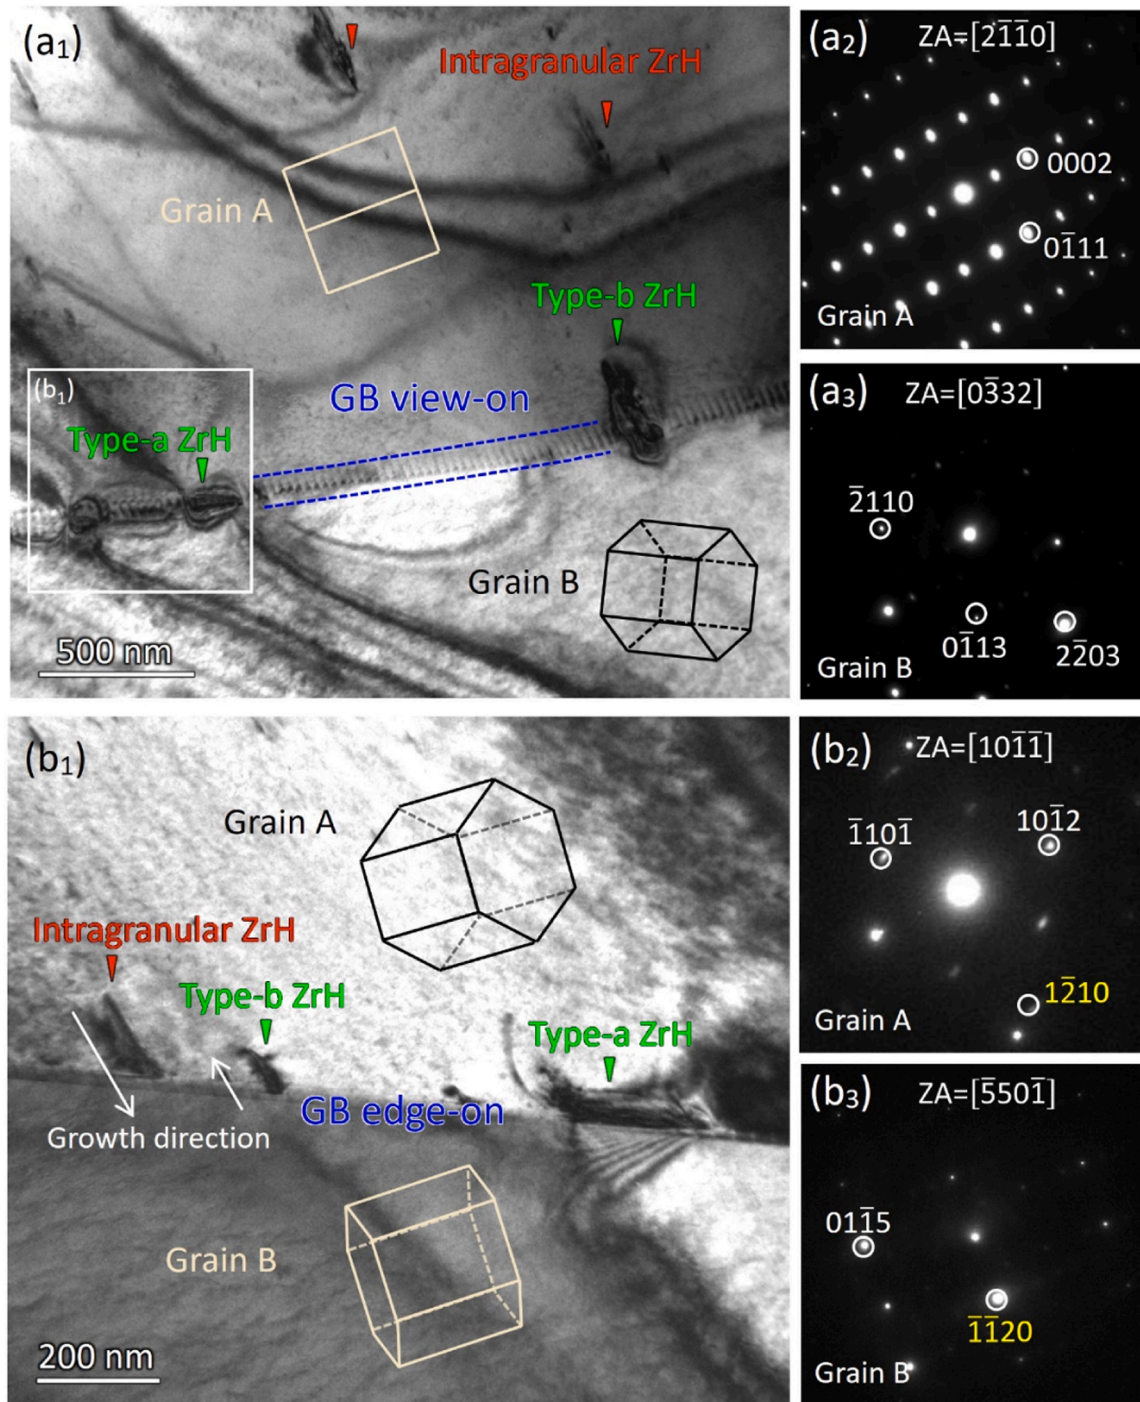 (a₁)
Intragranular ZrH
Grain A
Type-b ZrH
GB view-on
(b₁)
Type-a ZrH
Grain B
500 nm
(a₂)
ZA=[21̅1̅0]
0002
01̅11
Grain A
(a₃)
ZA=[03̅32]
2̅110
01̅13
22̅03
Grain B
(b₁)
Grain A
Intragranular ZrH
Type-b ZrH
Type-a ZrH
GB edge-on
Growth direction
Grain B
200 nm
(b₂)
ZA=[101̅1̅]
1̅101̅
101̅2
12̅10
Grain A
(b₃)
ZA=[5̅501̅]
011̅5
1̅1̅20
Grain B